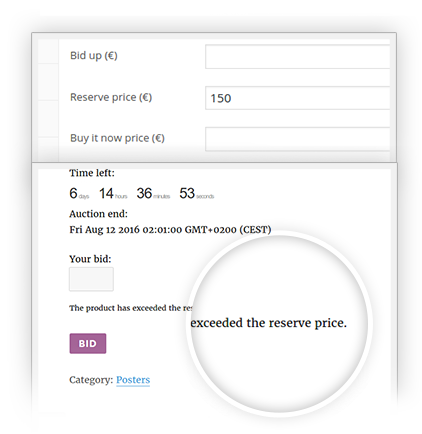 Bid up (€)
Reserve price (€) 150
Buy it now price (€)
Time left:
6 days 14 hours 36 minutes 53 seconds
Auction end:
Fri Aug 12 2016 02:01:00 GMT+0200 (CEST)
Your bid:
The product has exceeded the res
exceeded the reserve price.
BID
Category: Posters